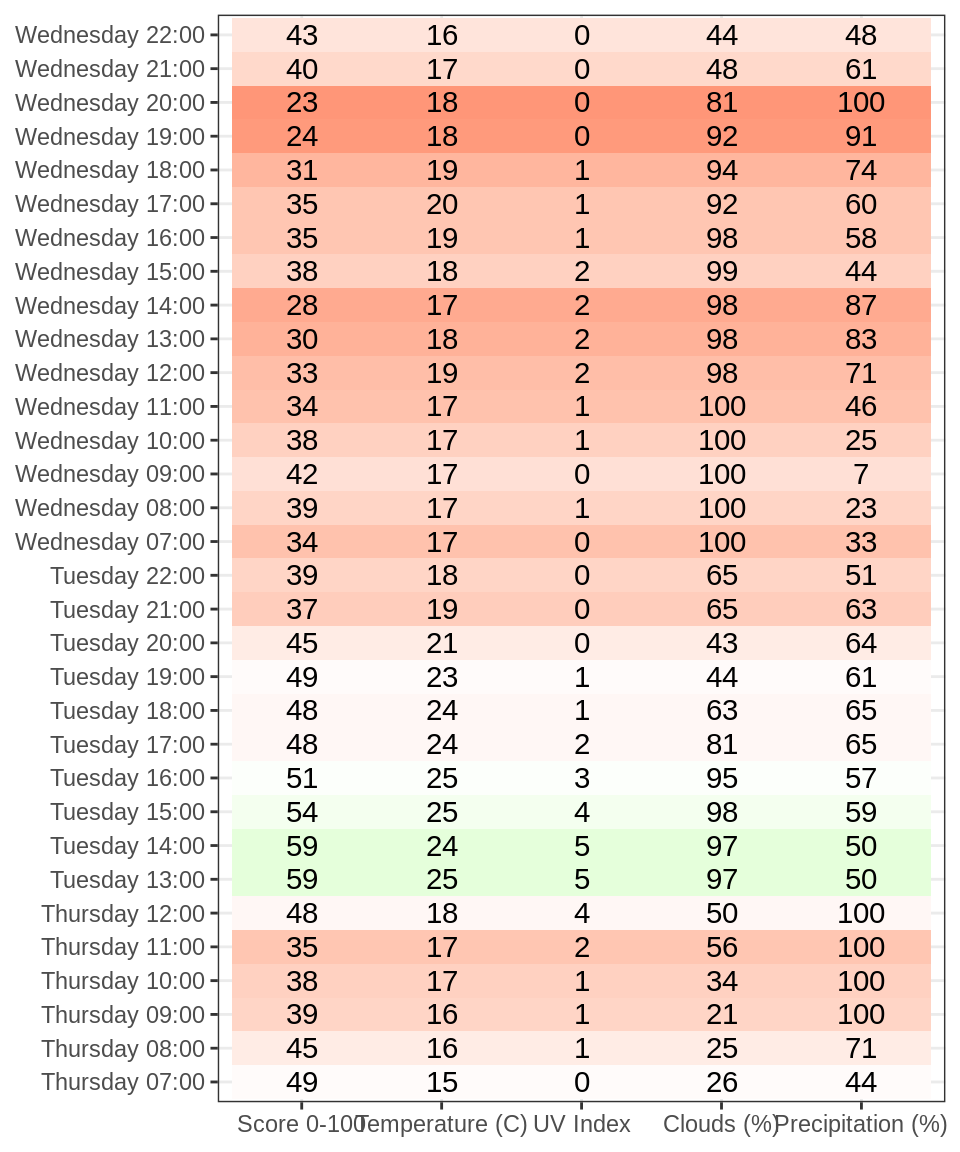 Wednesday 22:00 43 16 0 44 48
Wednesday 21:00 40 17 0 48 61
Wednesday 20:00 23 18 0 81 100
Wednesday 19:00 24 18 0 92 91
Wednesday 18:00 31 19 1 94 74
Wednesday 17:00 35 20 1 92 60
Wednesday 16:00 35 19 1 98 58
Wednesday 15:00 38 18 2 99 44
Wednesday 14:00 28 17 2 98 87
Wednesday 13:00 30 18 2 98 83
Wednesday 12:00 33 19 2 98 71
Wednesday 11:00 34 17 1 100 46
Wednesday 10:00 38 17 1 100 25
Wednesday 09:00 42 17 0 100 7
Wednesday 08:00 39 17 1 100 23
Wednesday 07:00 34 17 0 100 33
Tuesday 22:00 39 18 0 65 51
Tuesday 21:00 37 19 0 65 63
Tuesday 20:00 45 21 0 43 64
Tuesday 19:00 49 23 1 44 61
Tuesday 18:00 48 24 1 63 65
Tuesday 17:00 48 24 2 81 65
Tuesday 16:00 51 25 3 95 57
Tuesday 15:00 54 25 4 98 59
Tuesday 14:00 59 24 5 97 50
Tuesday 13:00 59 25 5 97 50
Thursday 12:00 48 18 4 50 100
Thursday 11:00 35 17 2 56 100
Thursday 10:00 38 17 1 34 100
Thursday 09:00 39 16 1 21 100
Thursday 08:00 45 16 1 25 71
Thursday 07:00 49 15 0 26 44
Score 0-100 Temperature (C) UV Index Clouds (%) Precipitation (%)